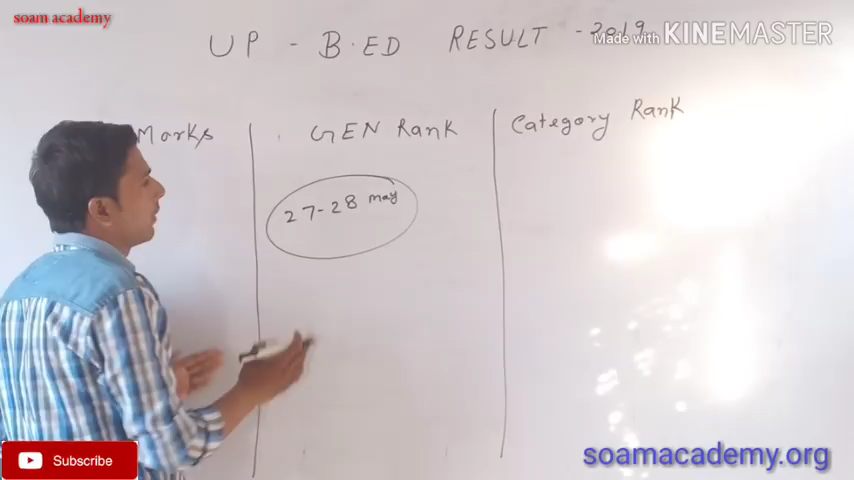 soam academy
UP - B.ED RESULT - 2019
Made with KINEMASTER
Marks GEN Rank Category Rank
27-28 may
Subscribe
soamacademy.org